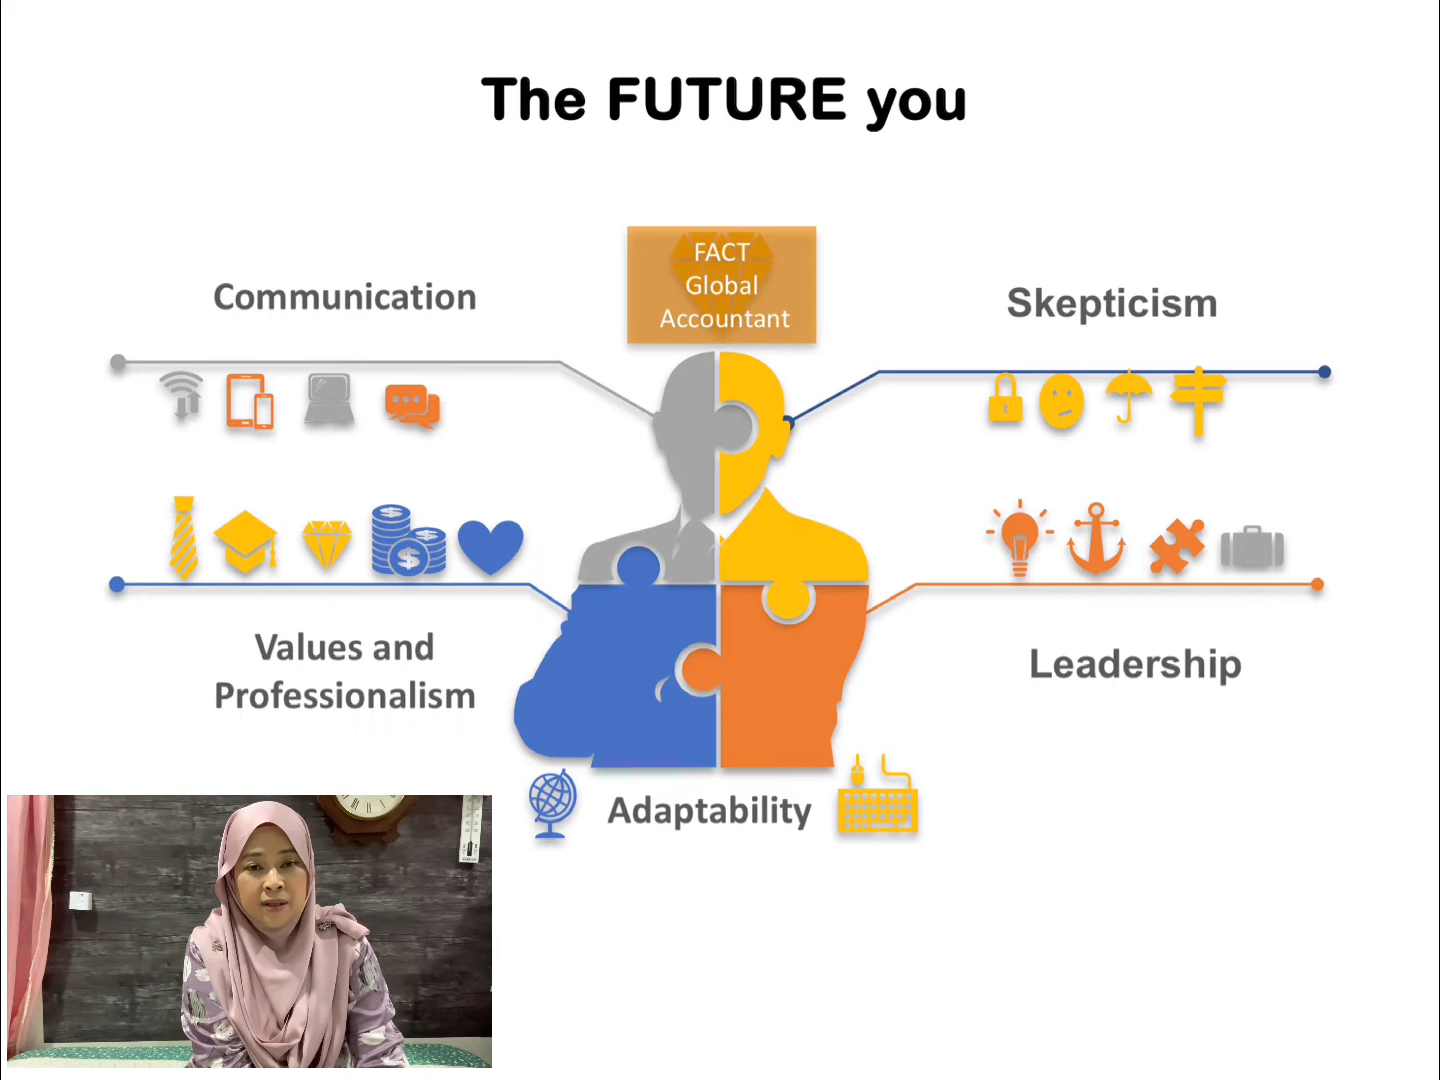 The FUTURE you
FACT
Global
Accountant
Communication
Skepticism
Values and
Professionalism
Leadership
Adaptability